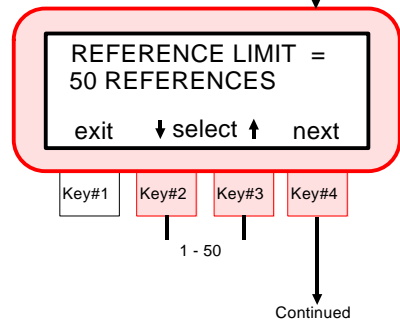 REFERENCE LIMIT =
50 REFERENCES
exit select next
Key#1 Key#2 Key#3 Key#4
1 - 50
Continued